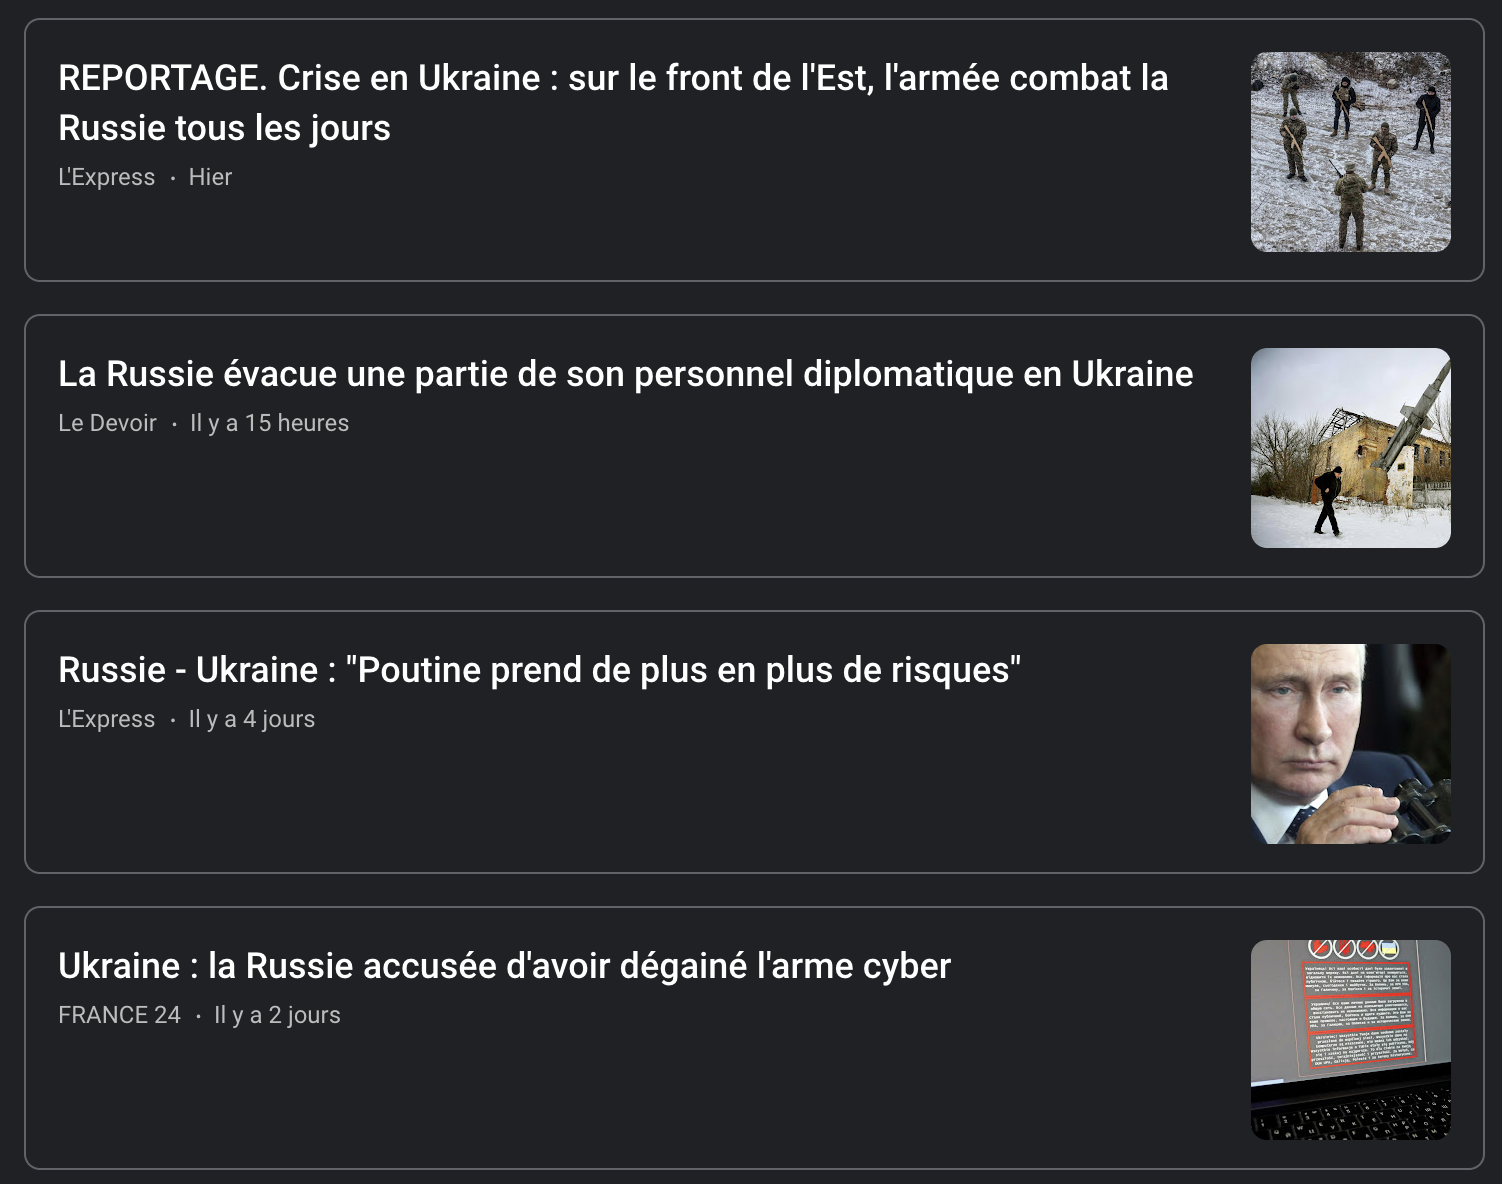 REPORTAGE. Crise en Ukraine : sur le front de l'Est, l'armée combat la
Russie tous les jours
L'Express · Hier
La Russie évacue une partie de son personnel diplomatique en Ukraine
Le Devoir · Il y a 15 heures
Russie - Ukraine : "Poutine prend de plus en plus de risques"
L'Express · Il y a 4 jours
Ukraine : la Russie accusée d'avoir dégainé l'arme cyber
FRANCE 24 · Il y a 2 jours